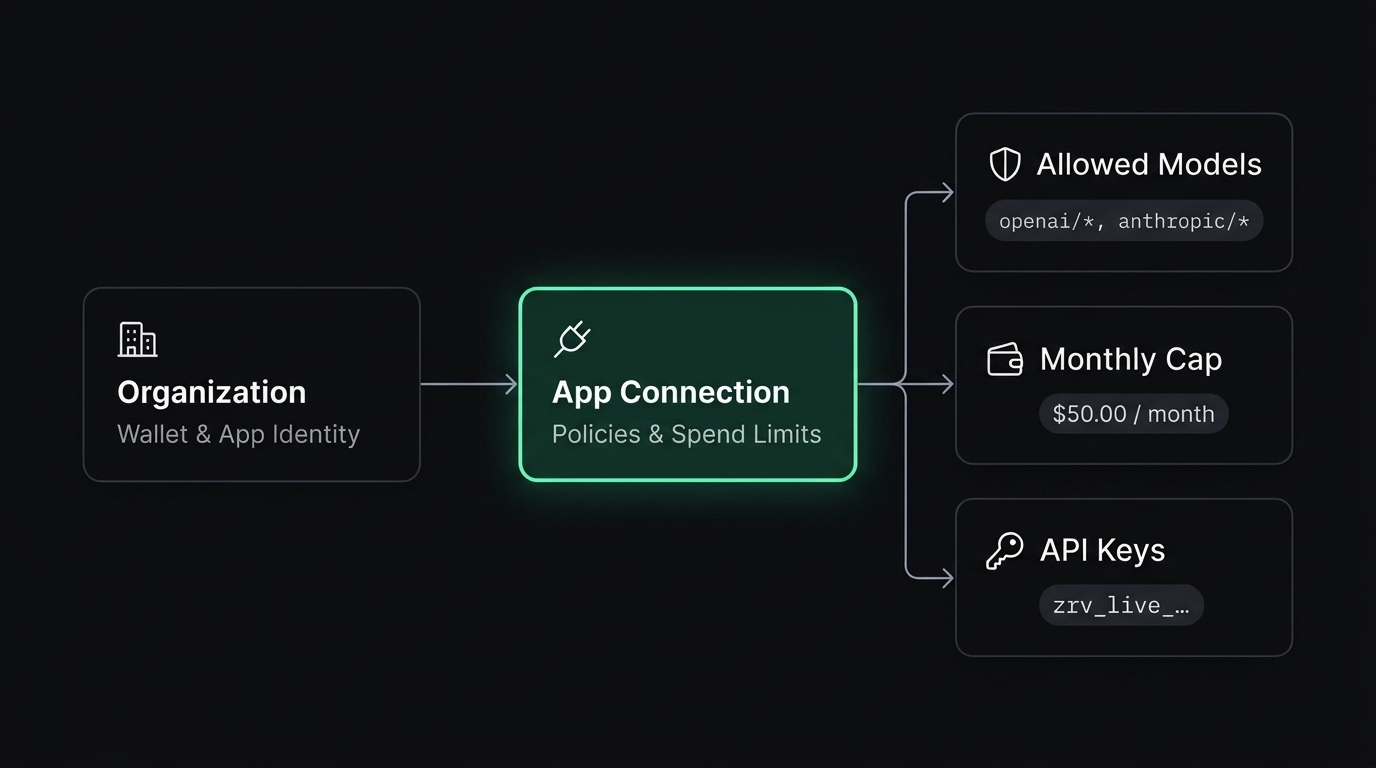 Organization
Wallet & App Identity
App Connection
Policies & Spend Limits
Allowed Models
openai/*, anthropic/*
Monthly Cap
$50.00 / month
API Keys
zrv_live_…